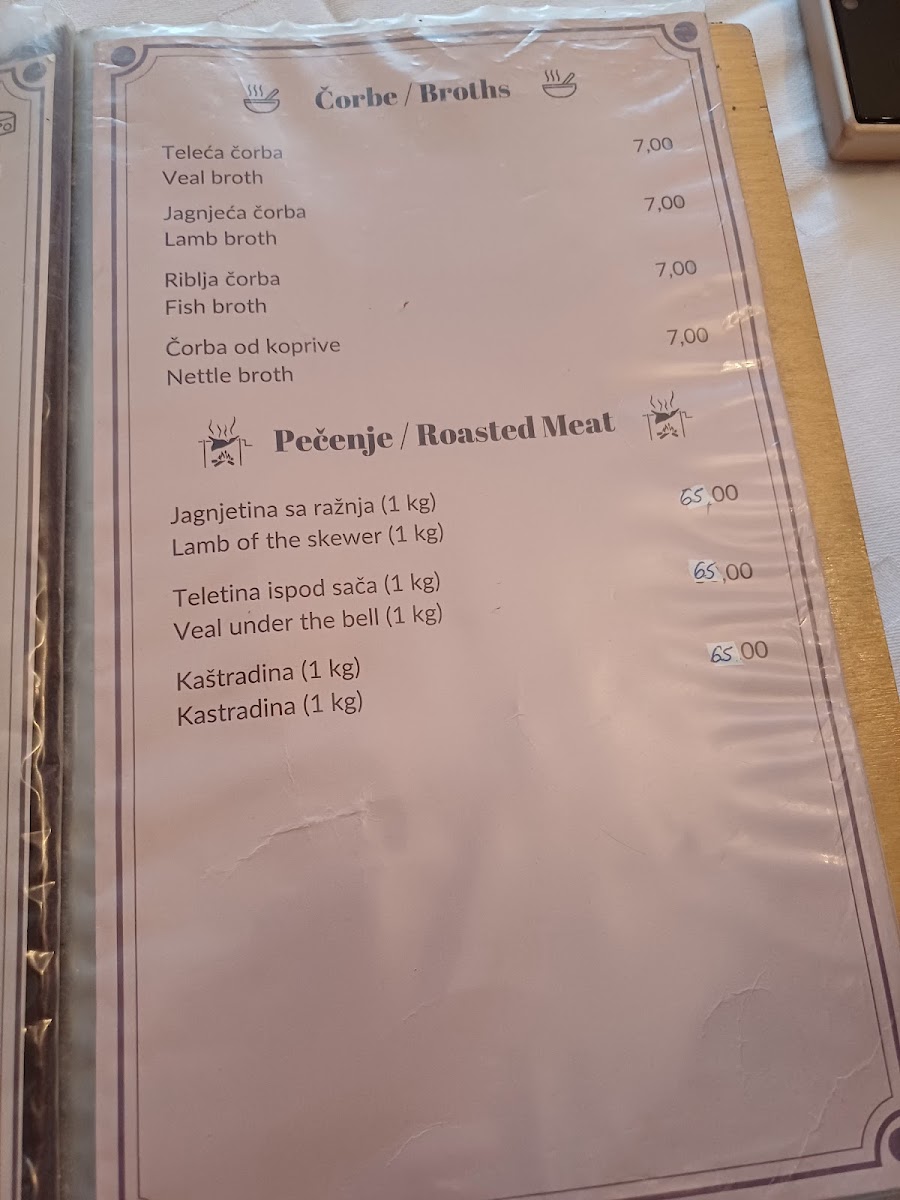 Čorbe / Broths
Teleća čorba 7,00
Veal broth
Jagnjeća čorba 7,00
Lamb broth
Riblja čorba 7,00
Fish broth
Čorba od koprive 7,00
Nettle broth
Pečenje / Roasted Meat
Jagnjetina sa ražnja (1 kg) 65,00
Lamb of the skewer (1 kg)
Teletina ispod sača (1 kg) 65,00
Veal under the bell (1 kg)
Kaštradina (1 kg) 65,00
Kastradina (1 kg)